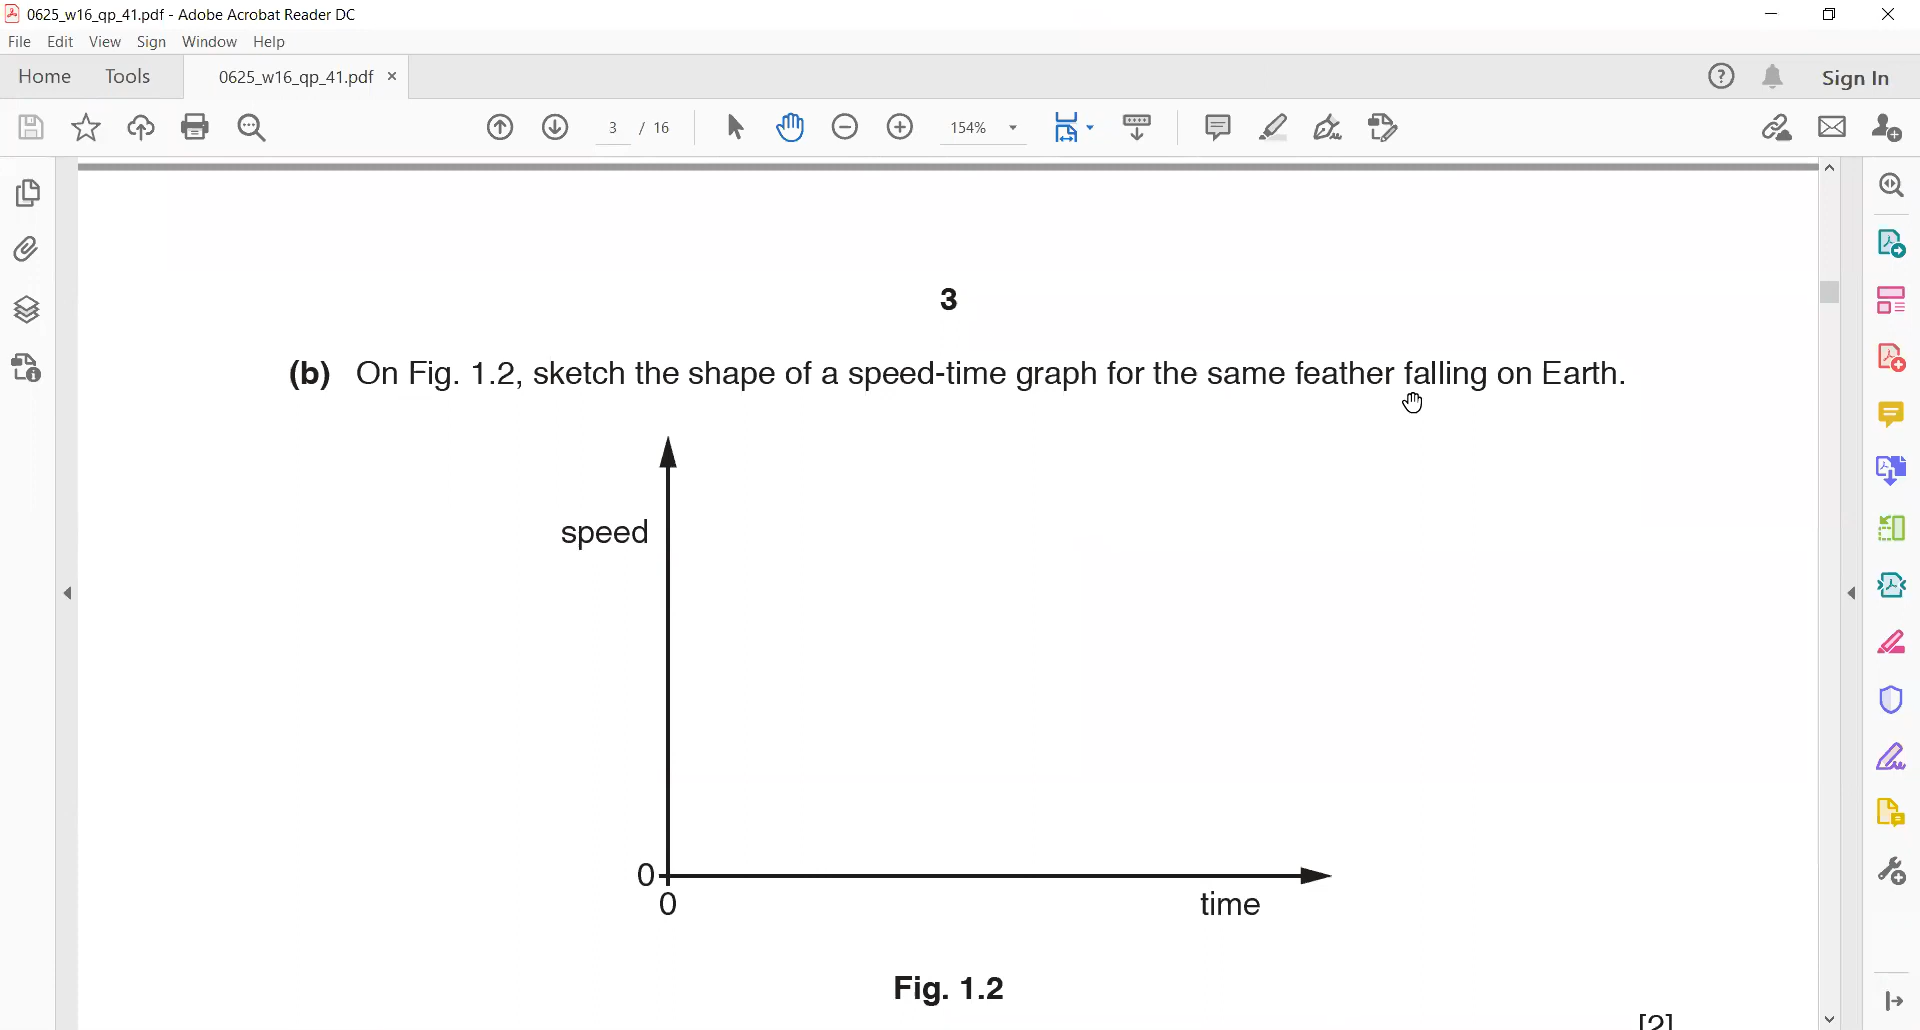 0625_w16_qp_41.pdf - Adobe Acrobat Reader DC
File Edit View Sign Window Help
Home Tools 0625_w16_qp_41.pdf × Sign In
3 / 16 154%
3
(b) On Fig. 1.2, sketch the shape of a speed-time graph for the same feather falling on Earth.
speed
0
0 time
Fig. 1.2
[2]